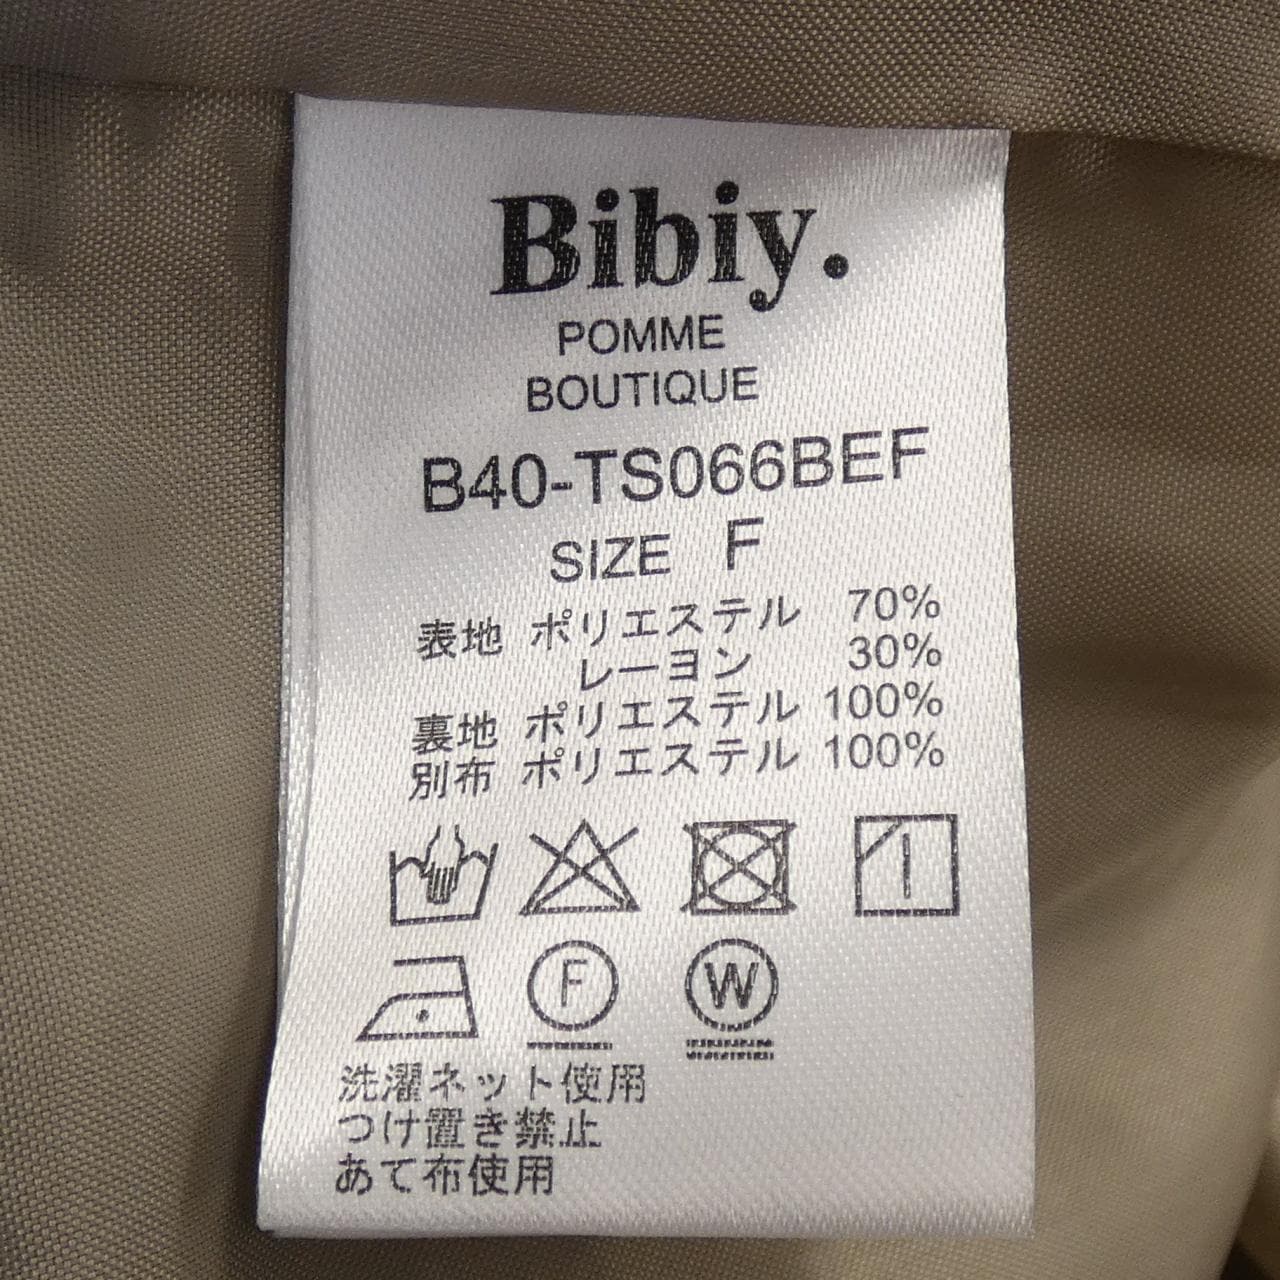 Bibiy.
POMME
BOUTIQUE
B40-TS066BEF
SIZE F
表地 ポリエステル 70%
レーヨン 30%
裏地 ポリエステル 100%
別布 ポリエステル 100%
F
W
洗濯ネット使用
つけ置き禁止
あて布使用